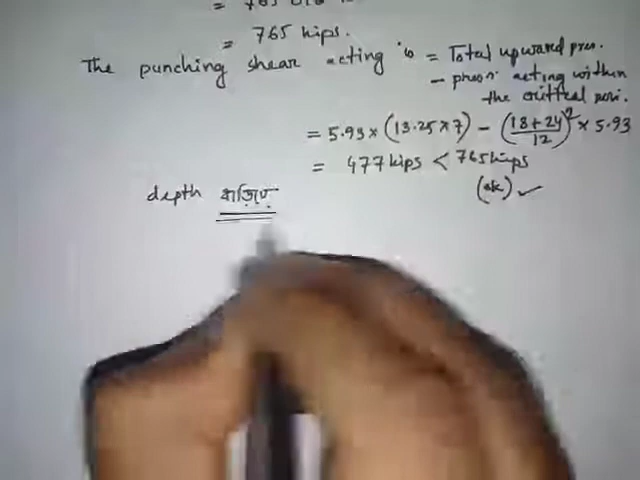 = 765 kips.
The punching shear acting is = Total upward pres.
- presr acting within
the critical peri.
= 5.93 x (13.25 x 7) - (18+24/12)² x 5.93
= 477 kips < 765 kips
(ok) ✓
depth